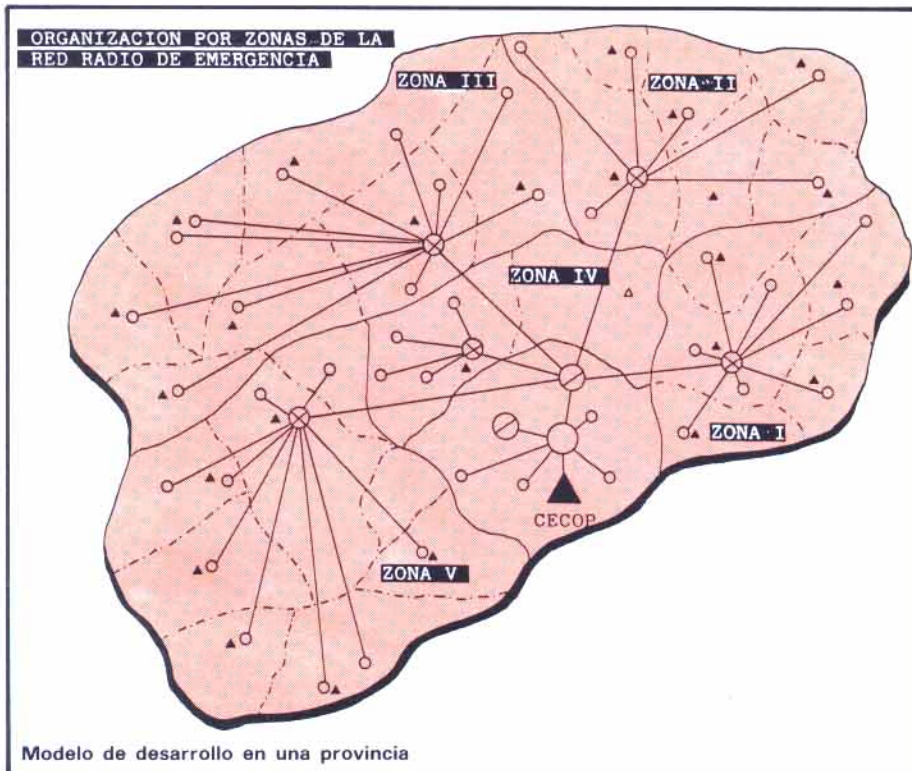 ORGANIZACION POR ZONAS DE LA
RED RADIO DE EMERGENCIA
ZONA III
ZONA II
ZONA IV
ZONA I
CECOP
ZONA V
Modelo de desarrollo en una provincia